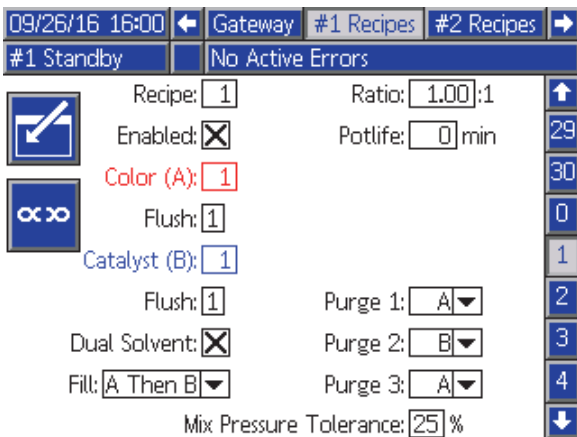 09/26/16 16:00 Gateway #1 Recipes #2 Recipes
#1 Standby No Active Errors
Recipe: 1 Ratio: 1.00 :1
Enabled: Potlife: 0 min 29
Color (A): 1 30
Flush: 1 0
Catalyst (B): 1 1
Flush: 1 Purge 1: A 2
Dual Solvent: Purge 2: B 3
Fill: A Then B Purge 3: A 4
Mix Pressure Tolerance: 25 %